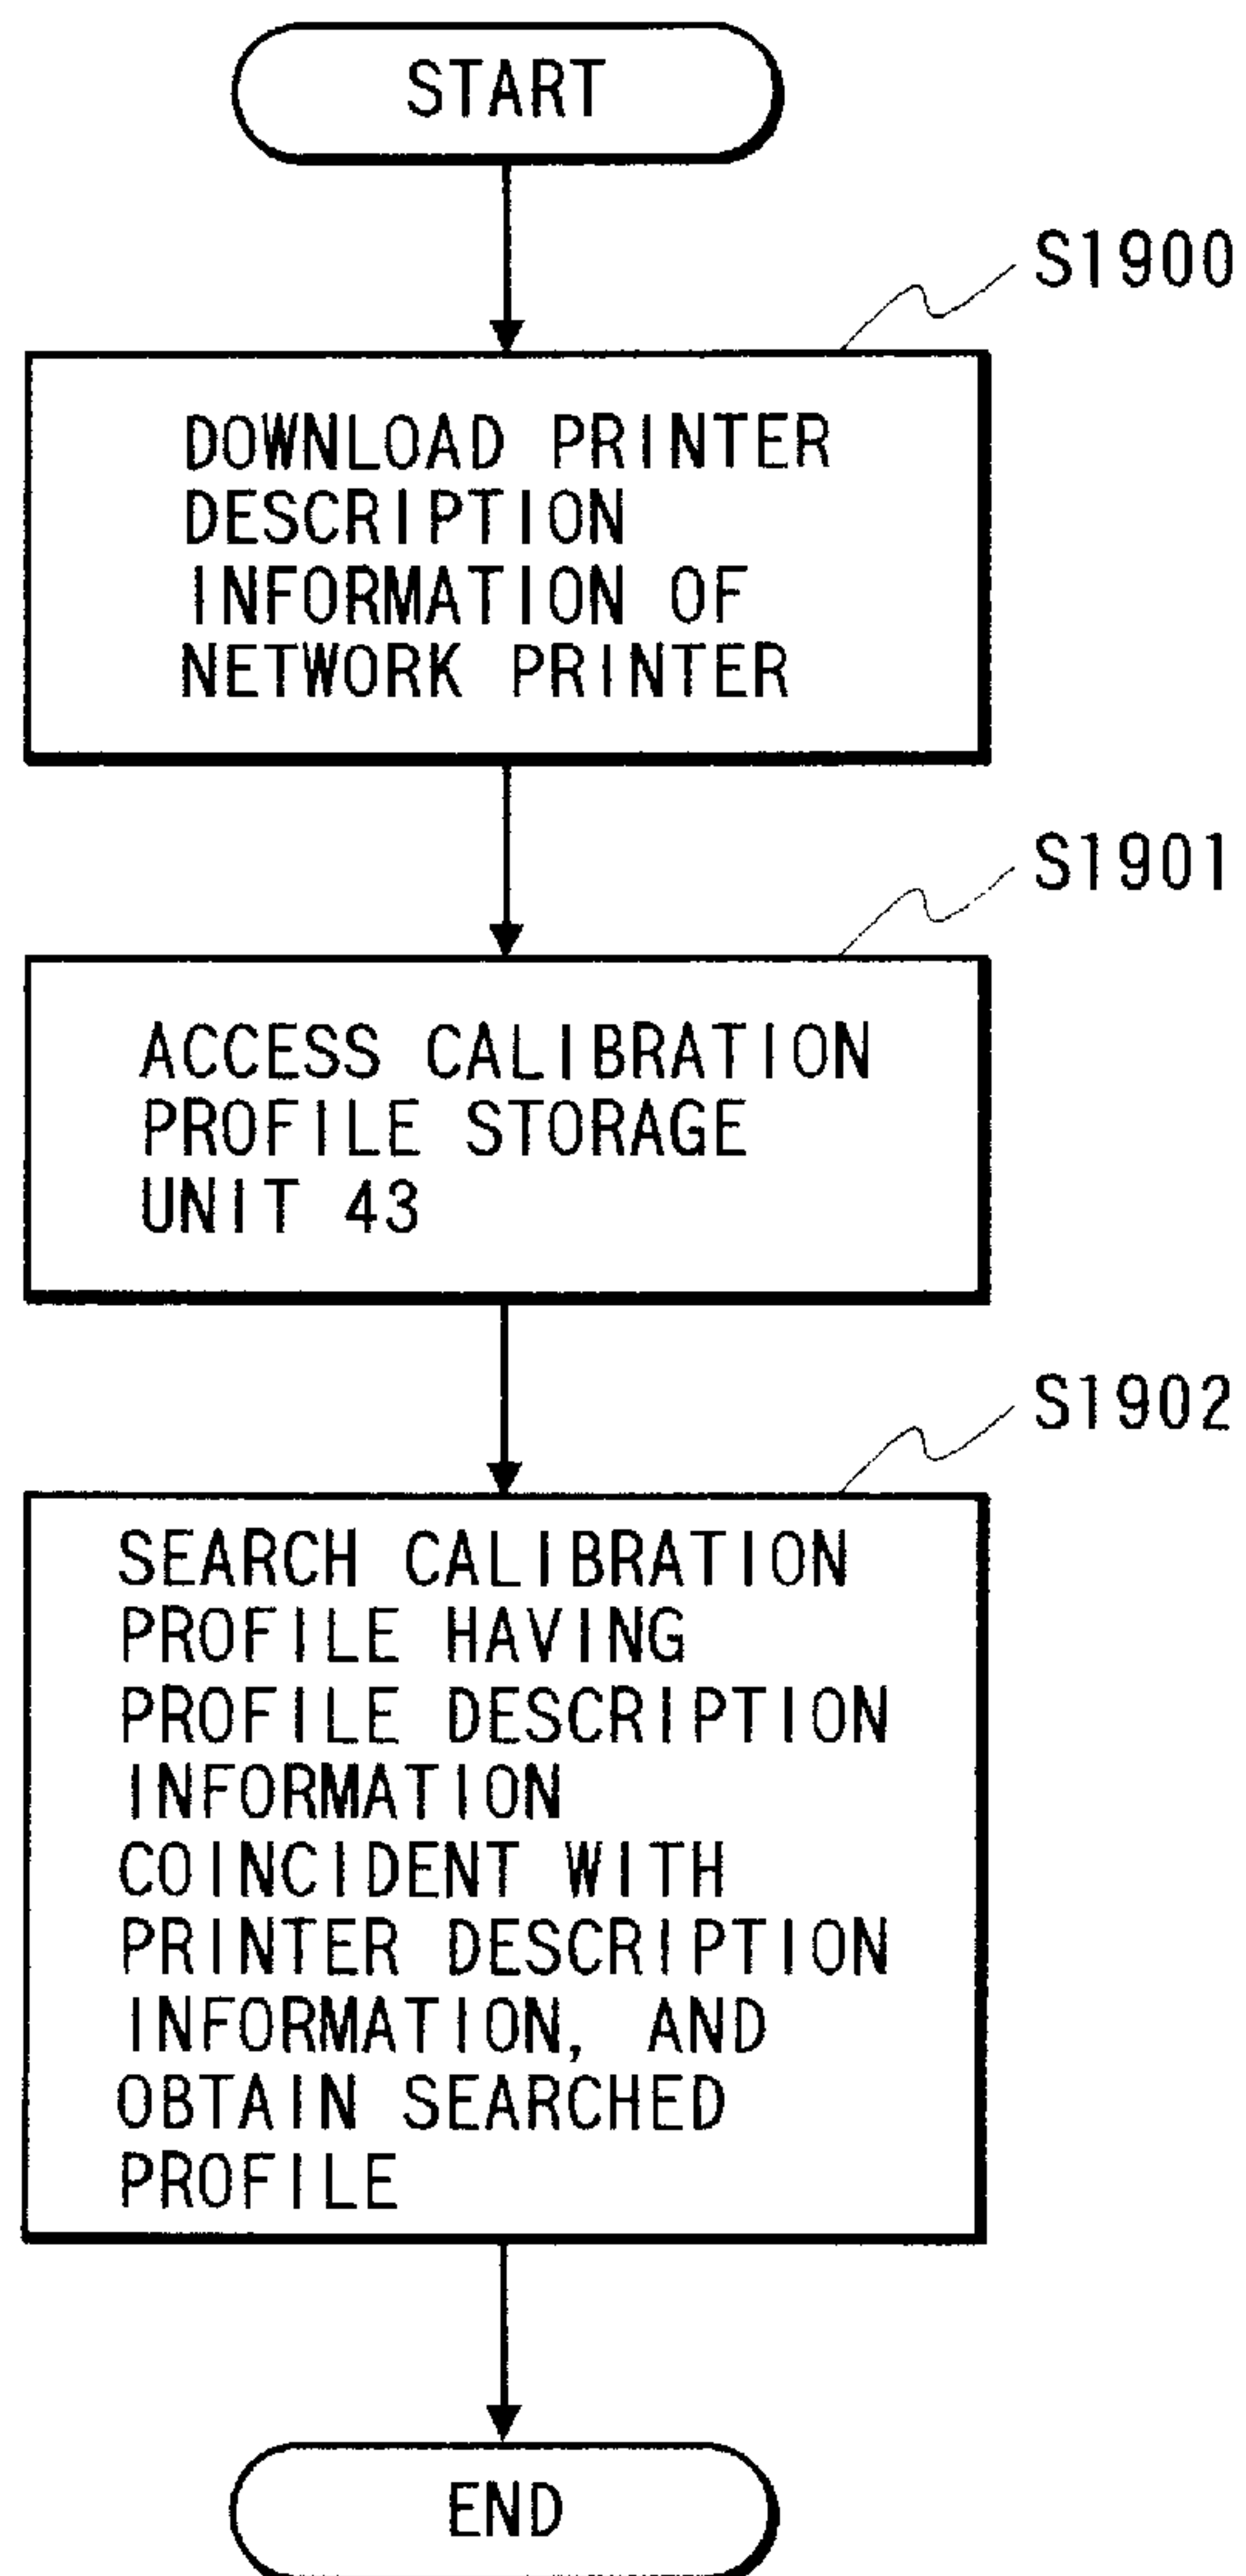 START
S1900
DOWNLOAD PRINTER
DESCRIPTION
INFORMATION OF
NETWORK PRINTER
S1901
ACCESS CALIBRATION
PROFILE STORAGE
UNIT 43
S1902
SEARCH CALIBRATION
PROFILE HAVING
PROFILE DESCRIPTION
INFORMATION
COINCIDENT WITH
PRINTER DESCRIPTION
INFORMATION, AND
OBTAIN SEARCHED
PROFILE
END